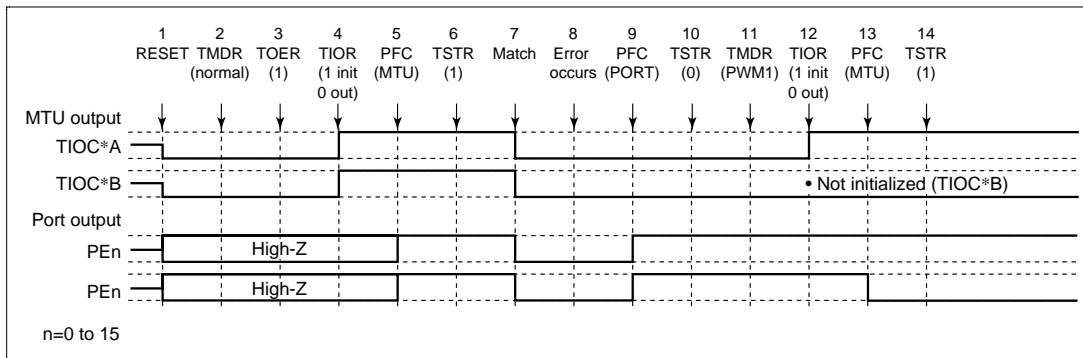 1 2 3 4 5 6 7 8 9 10 11 12 13 14
RESET TMDR TOER TIOR PFC TSTR Match Error PFC TSTR TMDR TIOR PFC TSTR
(normal) (1) (1 init (MTU) (1) occurs (PORT) (0) (PWM1) (1 init (MTU) (1)
0 out) 0 out)
MTU output
TIOC*A
TIOC*B • Not initialized (TIOC*B)
Port output
PEn High-Z
PEn High-Z
n=0 to 15